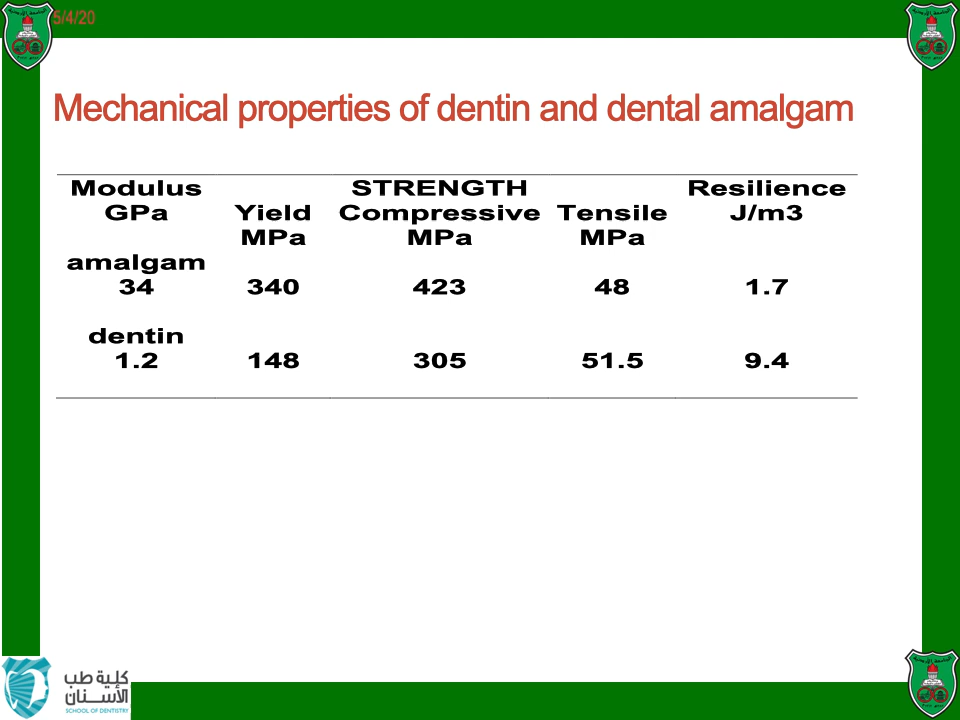 5/4/20
Mechanical properties of dentin and dental amalgam
Modulus STRENGTH Resilience
GPa Yield Compressive Tensile J/m3
MPa MPa MPa
amalgam
34 340 423 48 1.7
dentin
1.2 148 305 51.5 9.4
كلية طب
الأسنان
SCHOOL OF DENTISTRY